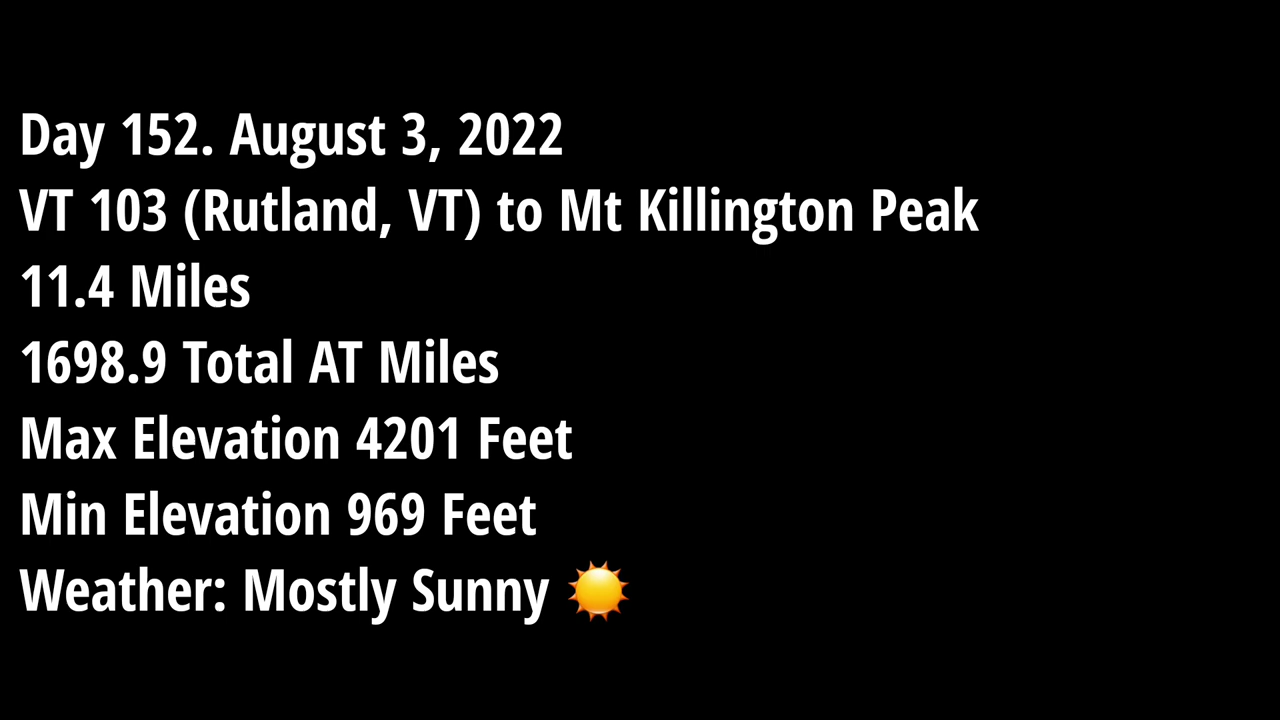 Day 152. August 3, 2022
VT 103 (Rutland, VT) to Mt Killington Peak
11.4 Miles
1698.9 Total AT Miles
Max Elevation 4201 Feet
Min Elevation 969 Feet
Weather: Mostly Sunny ☀️